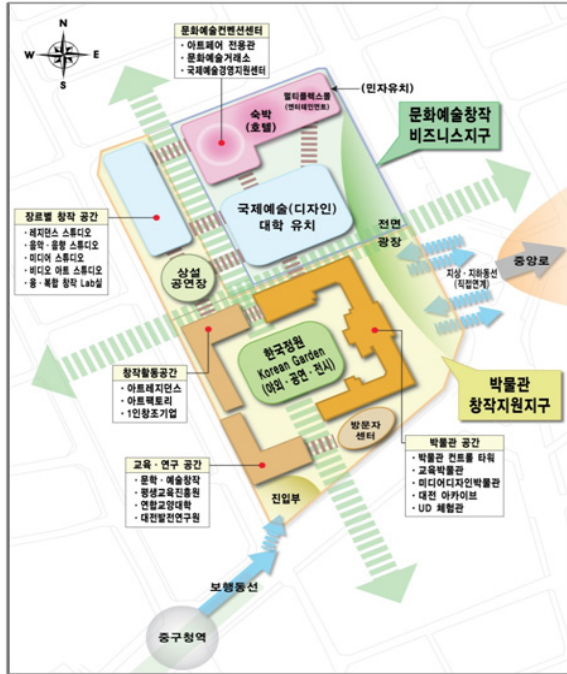 N
W
E
S
문화예술컨벤션센터
· 아트페어 전용관
· 문화예술거래소
· 국제예술경영지원센터
멀티플렉스몰
(엔터테인먼트)
(민자유치)
숙박
(호텔)
문화예술창작
비즈니스지구
장르별 창작 공간
· 레지던스 스튜디오
· 음악 · 음향 스튜디오
· 미디어 스튜디오
· 비디오 아트 스튜디오
· 융 · 복합 창작 Lab실
국제예술(디자인)
대학 유치
전면
광장
상설
공연장
지상 · 지하동선
(직접연계)
중앙로
창작활동공간
· 아트레지던스
· 아트팩토리
· 1인창조기업
한국정원
Korean Garden
(야외 · 공연 · 전시)
박물관
창작지원지구
방문자
센터
교육 · 연구 공간
· 문학 · 예술창작
· 평생교육진흥원
· 연합교양대학
· 대전발전연구원
박물관 공간
· 박물관 컨트롤 타워
· 교육박물관
· 미디어디자인박물관
· 대전 아카이브
· UD 체험관
진입부
보행동선
중구청역